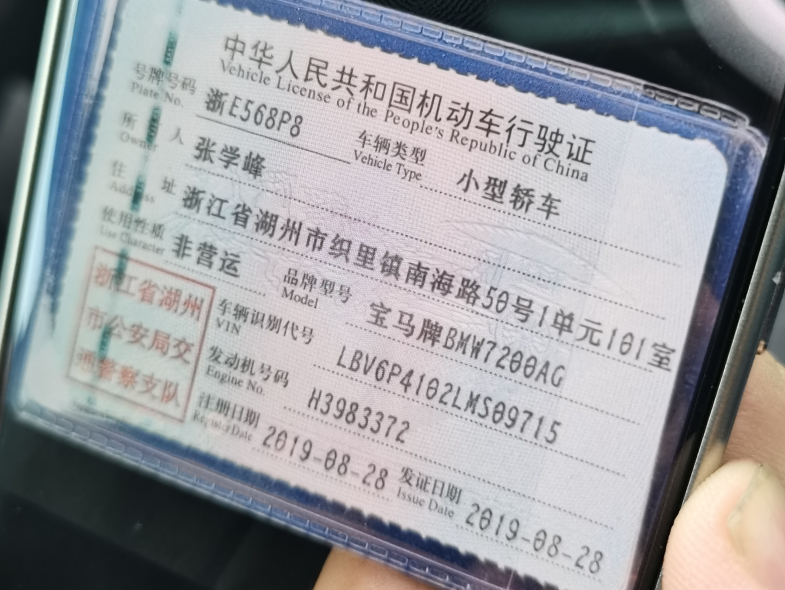 中华人民共和国机动车行驶证
Vehicle License of the People's Republic of China
号牌号码 浙E568P8 车辆类型 小型轿车
Plate No. Vehicle Type
所有人 张学峰
Owner
住址 浙江省湖州市织里镇南海路50号1单元101室
Address
使用性质 非营运 品牌型号 宝马牌BMW7200AG
Use Character Model
浙江省湖州
市公安局交
通警察支队
车辆识别代号 LBV6P4102LMS09715
VIN
发动机号码 H3983372
Engine No.
注册日期 2019-08-28 发证日期 2019-08-28
Register Date Issue Date